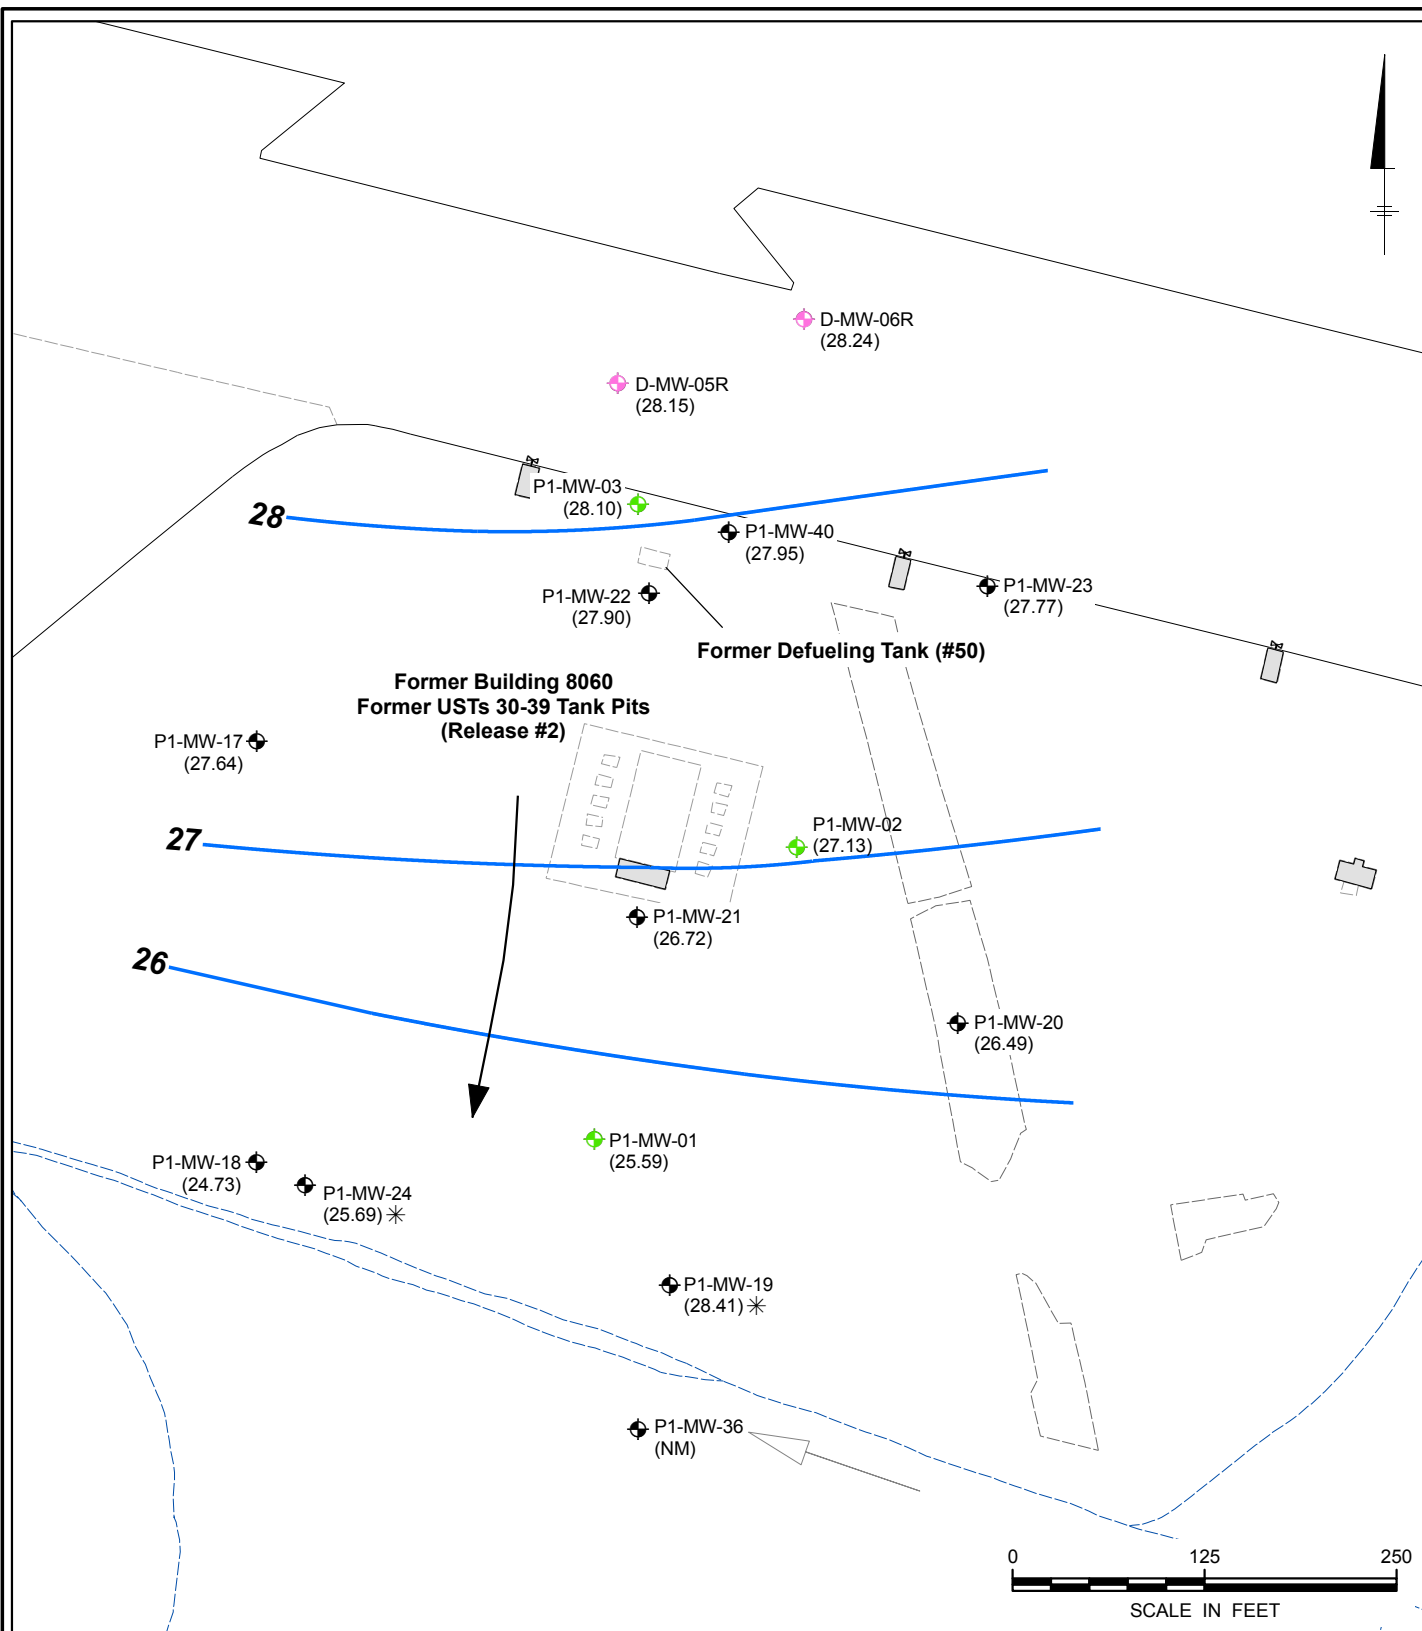 D-MW-06R
(28.24)
D-MW-05R
(28.15)
P1-MW-03
(28.10)
28
P1-MW-40
(27.95)
P1-MW-22
(27.90)
P1-MW-23
(27.77)
Former Defueling Tank (#50)
Former Building 8060
Former USTs 30-39 Tank Pits
(Release #2)
P1-MW-17
(27.64)
P1-MW-02
(27.13)
27
P1-MW-21
(26.72)
26
P1-MW-20
(26.49)
P1-MW-01
(25.59)
P1-MW-18
(24.73)
P1-MW-24
(25.69)✳
P1-MW-19
(28.41)✳
P1-MW-36
(NM)
0 125 250
SCALE IN FEET